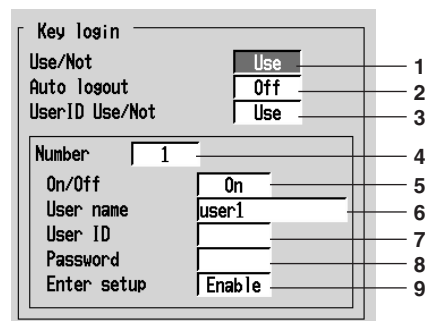 Key login
Use/Not Use 1
Auto logout Off 2
UserID Use/Not Use 3
Number 1 4
On/Off On 5
User name user1 6
User ID 7
Password 8
Enter setup Enable 9